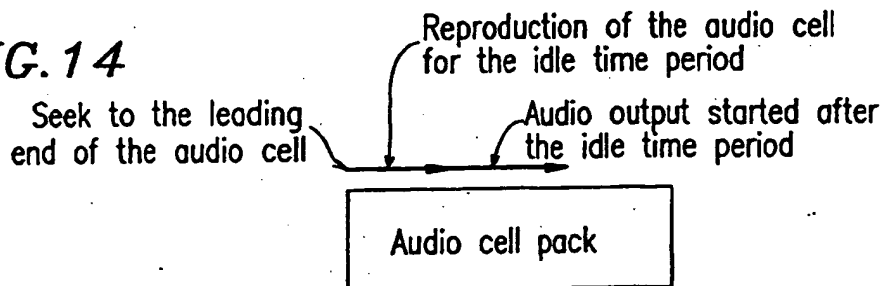 G.14
Reproduction of the audio cell
for the idle time period
Seek to the leading
end of the audio cell
Audio output started after
the idle time period
Audio cell pack